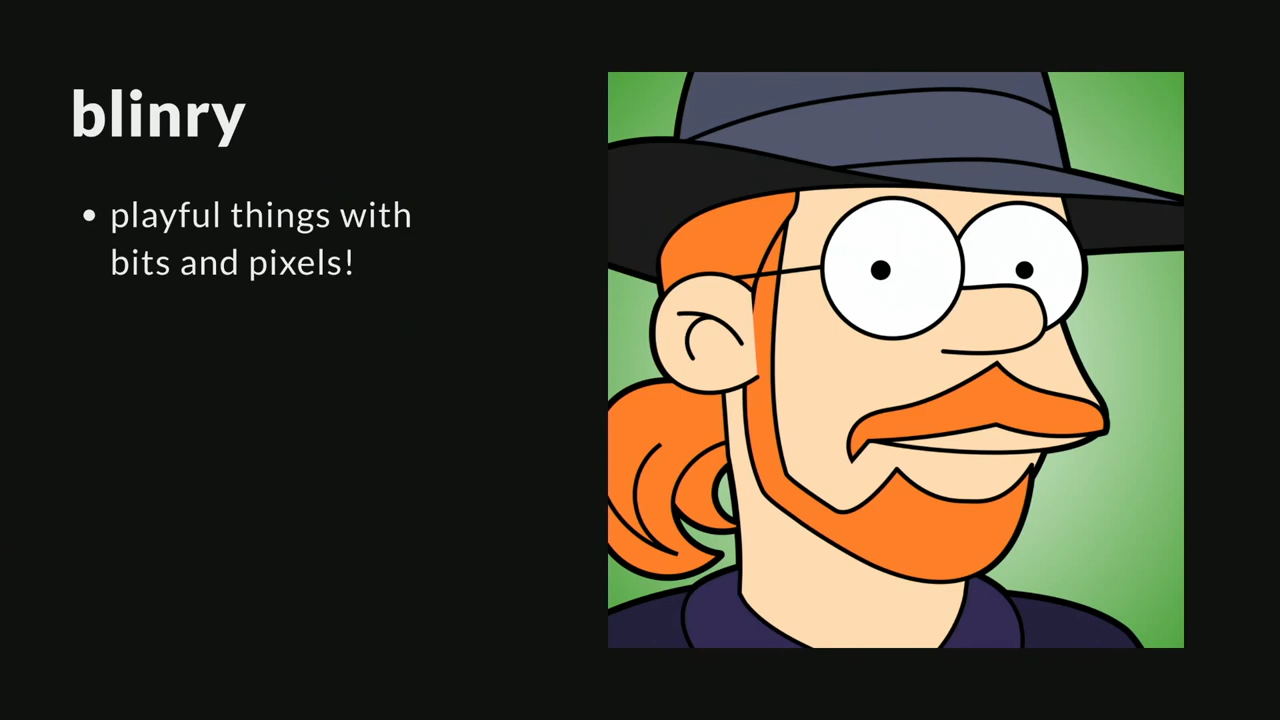 blinry
• playful things with
bits and pixels!